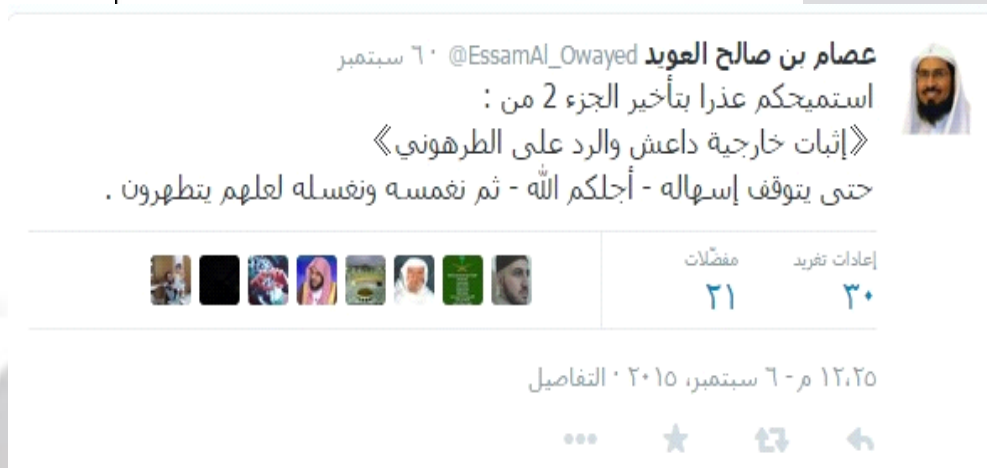 عصام بن صالح العويد @EssamAl_Owayed · ٦ سبتمبر
استميحكم عذرا بتأخير الجزء 2 من :
《إثبات خارجية داعش والرد على الطرهوني》
حتى يتوقف إسهاله - أجلكم الله - ثم نغمسه ونغسله لعلهم يتطهرون .
إعادات تغريد مفضّلات
٣٠ ٢١
١٢،٢٥ م - ٦ سبتمبر، ٢٠١٥ · التفاصيل